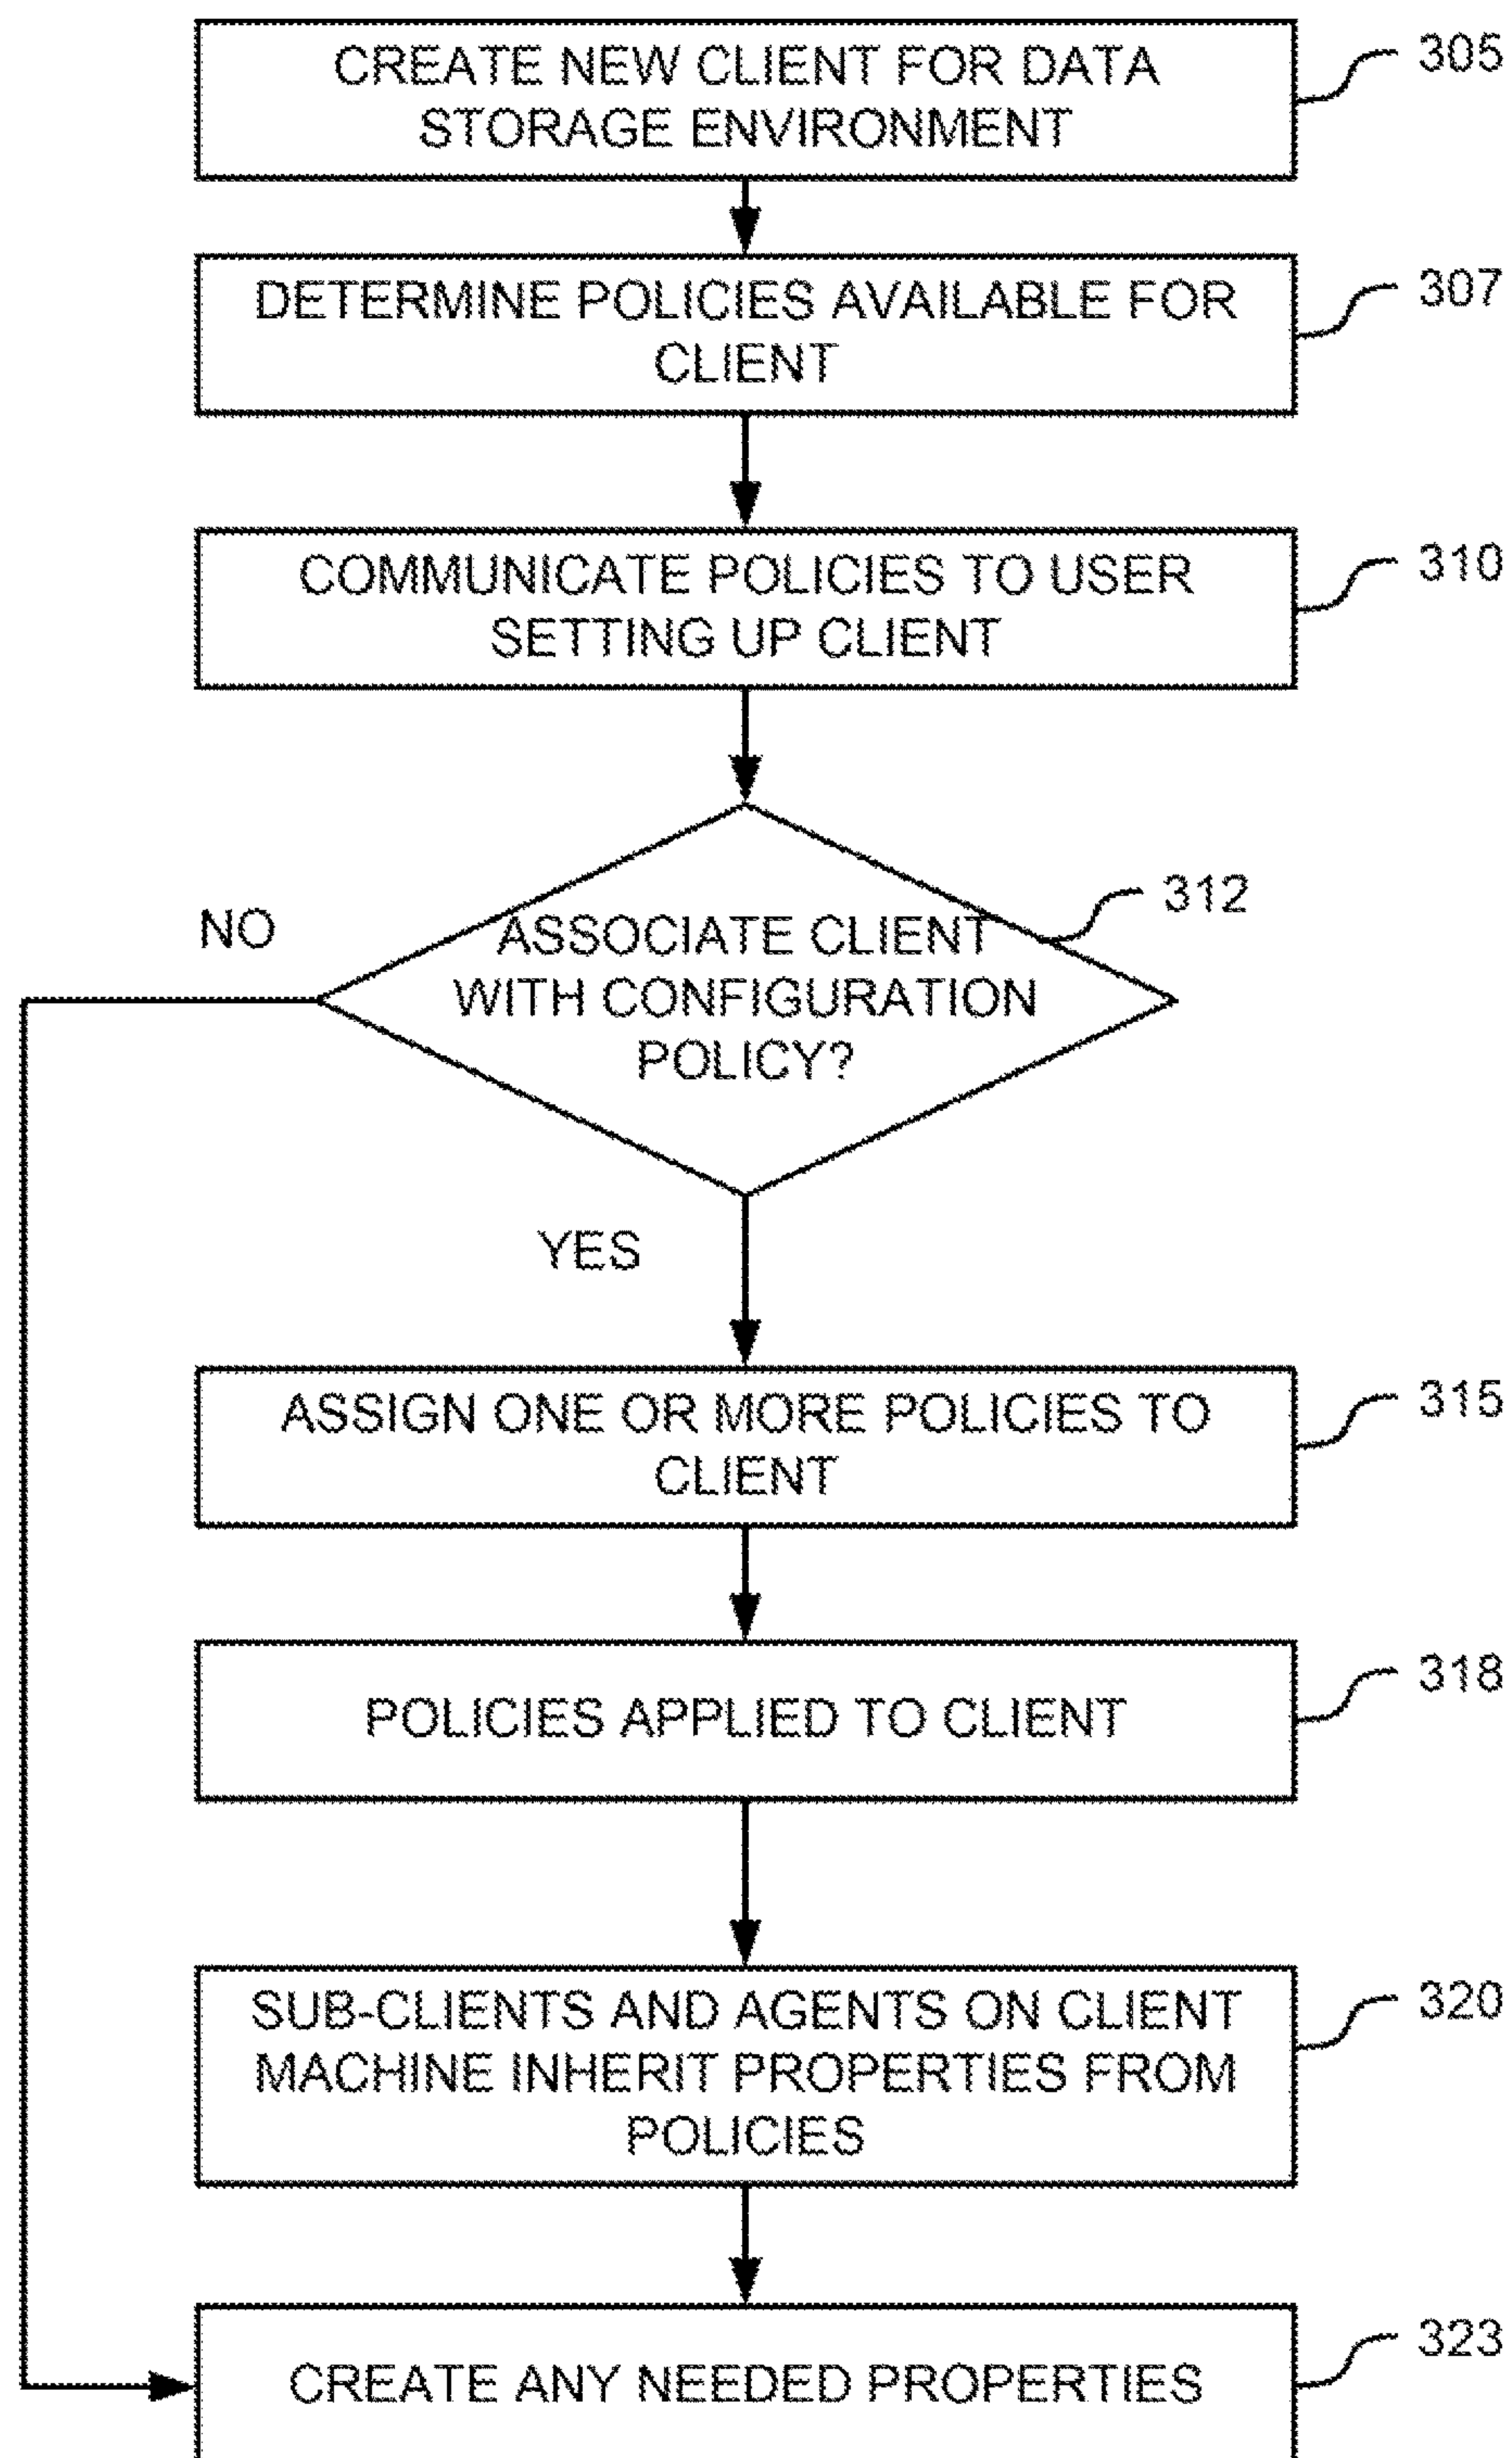 CREATE NEW CLIENT FOR DATA
STORAGE ENVIRONMENT
305
DETERMINE POLICIES AVAILABLE FOR
CLIENT
307
COMMUNICATE POLICIES TO USER
SETTING UP CLIENT
310
ASSOCIATE CLIENT
WITH CONFIGURATION
POLICY?
312
NO
YES
ASSIGN ONE OR MORE POLICIES TO
CLIENT
315
POLICIES APPLIED TO CLIENT
318
SUB-CLIENTS AND AGENTS ON CLIENT
MACHINE INHERIT PROPERTIES FROM
POLICIES
320
CREATE ANY NEEDED PROPERTIES
323